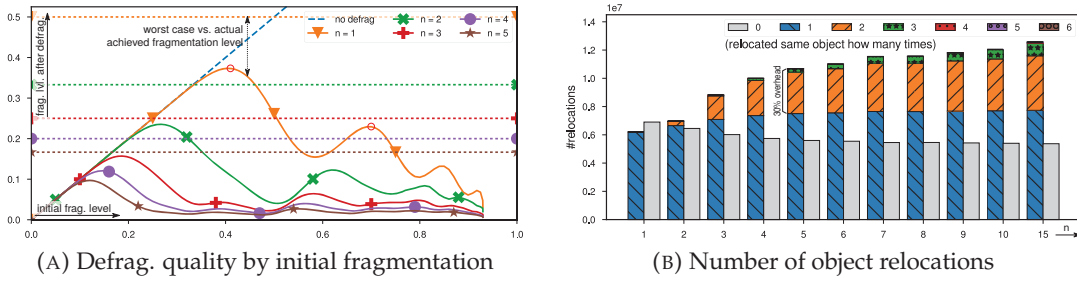 0.5
0.4
0.3
0.2
0.1
0.0
frag. lvl. after defrag.
initial frag. level
no defrag
n = 1
n = 2
n = 3
n = 4
n = 5
worst case vs. actual
achieved fragmentation level
0.0
0.2
0.4
0.6
0.8
1.0
(A) Defrag. quality by initial fragmentation
1e7
1,4
1,2
1,0
0,8
0,6
0,4
0,2
0,0
#relocations
0
1
2
3
4
5
6
(relocated same object how many times)
30% overhead
1
2
3
4
5
6
7
8
9
10
15
n
(B) Number of object relocations